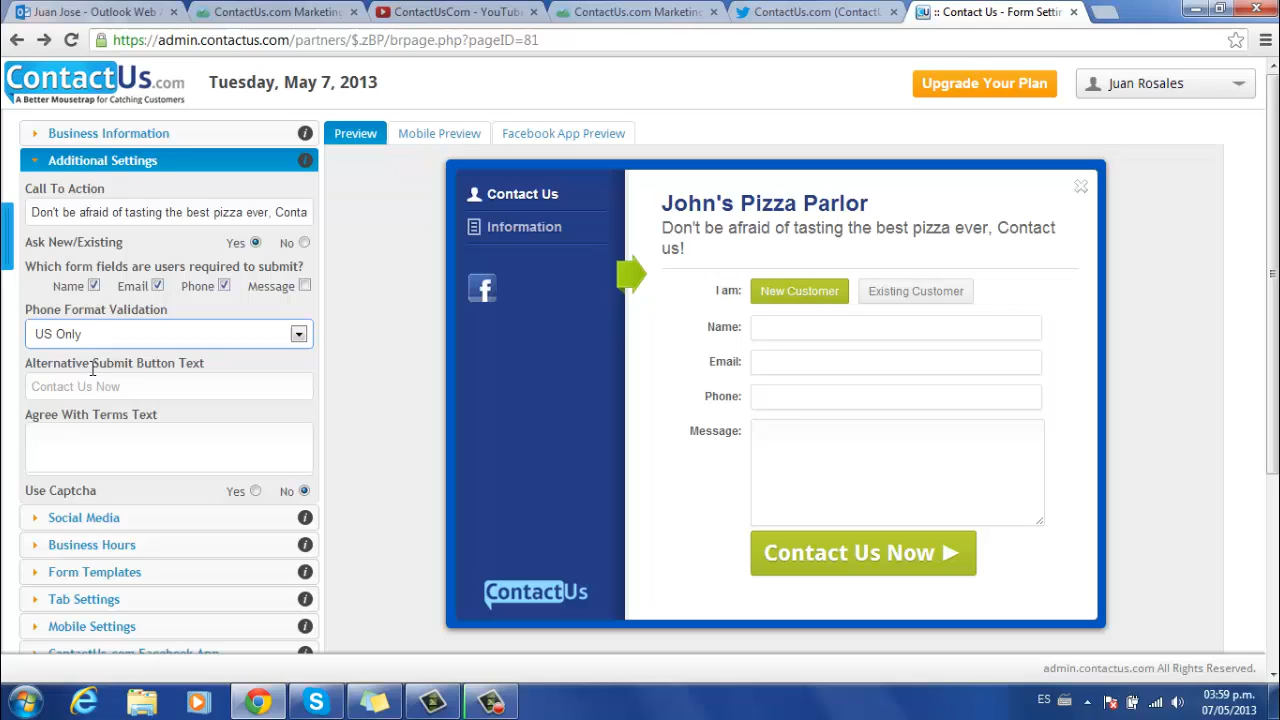 Juan Jose - Outlook Web
ContactUs.com Marketing
ContactUsCom - YouTube
ContactUs.com Marketing
ContactUs.com (Contact
:: Contact Us - Form Settin
https://admin.contactus.com/partners/$.zBP/brpage.php?pageID=81
ContactUs.com
A Better Mousetrap for Catching Customers
Tuesday, May 7, 2013
Upgrade Your Plan
Juan Rosales
Business Information
Preview
Mobile Preview
Facebook App Preview
Additional Settings
Call To Action
Don't be afraid of tasting the best pizza ever, Conta
Ask New/Existing Yes No
Which form fields are users required to submit?
Name Email Phone Message
Phone Format Validation
US Only
Alternative Submit Button Text
Contact Us Now
Agree With Terms Text
Use Captcha Yes No
Social Media
Business Hours
Form Templates
Tab Settings
Mobile Settings
ContactUs.com Facebook App
Contact Us
Information
f
ContactUs
John's Pizza Parlor
Don't be afraid of tasting the best pizza ever, Contact
us!
I am: New Customer Existing Customer
Name:
Email:
Phone:
Message:
Contact Us Now
admin.contactus.com All Rights Reserved.
ES
03:59 p.m.
07/05/2013